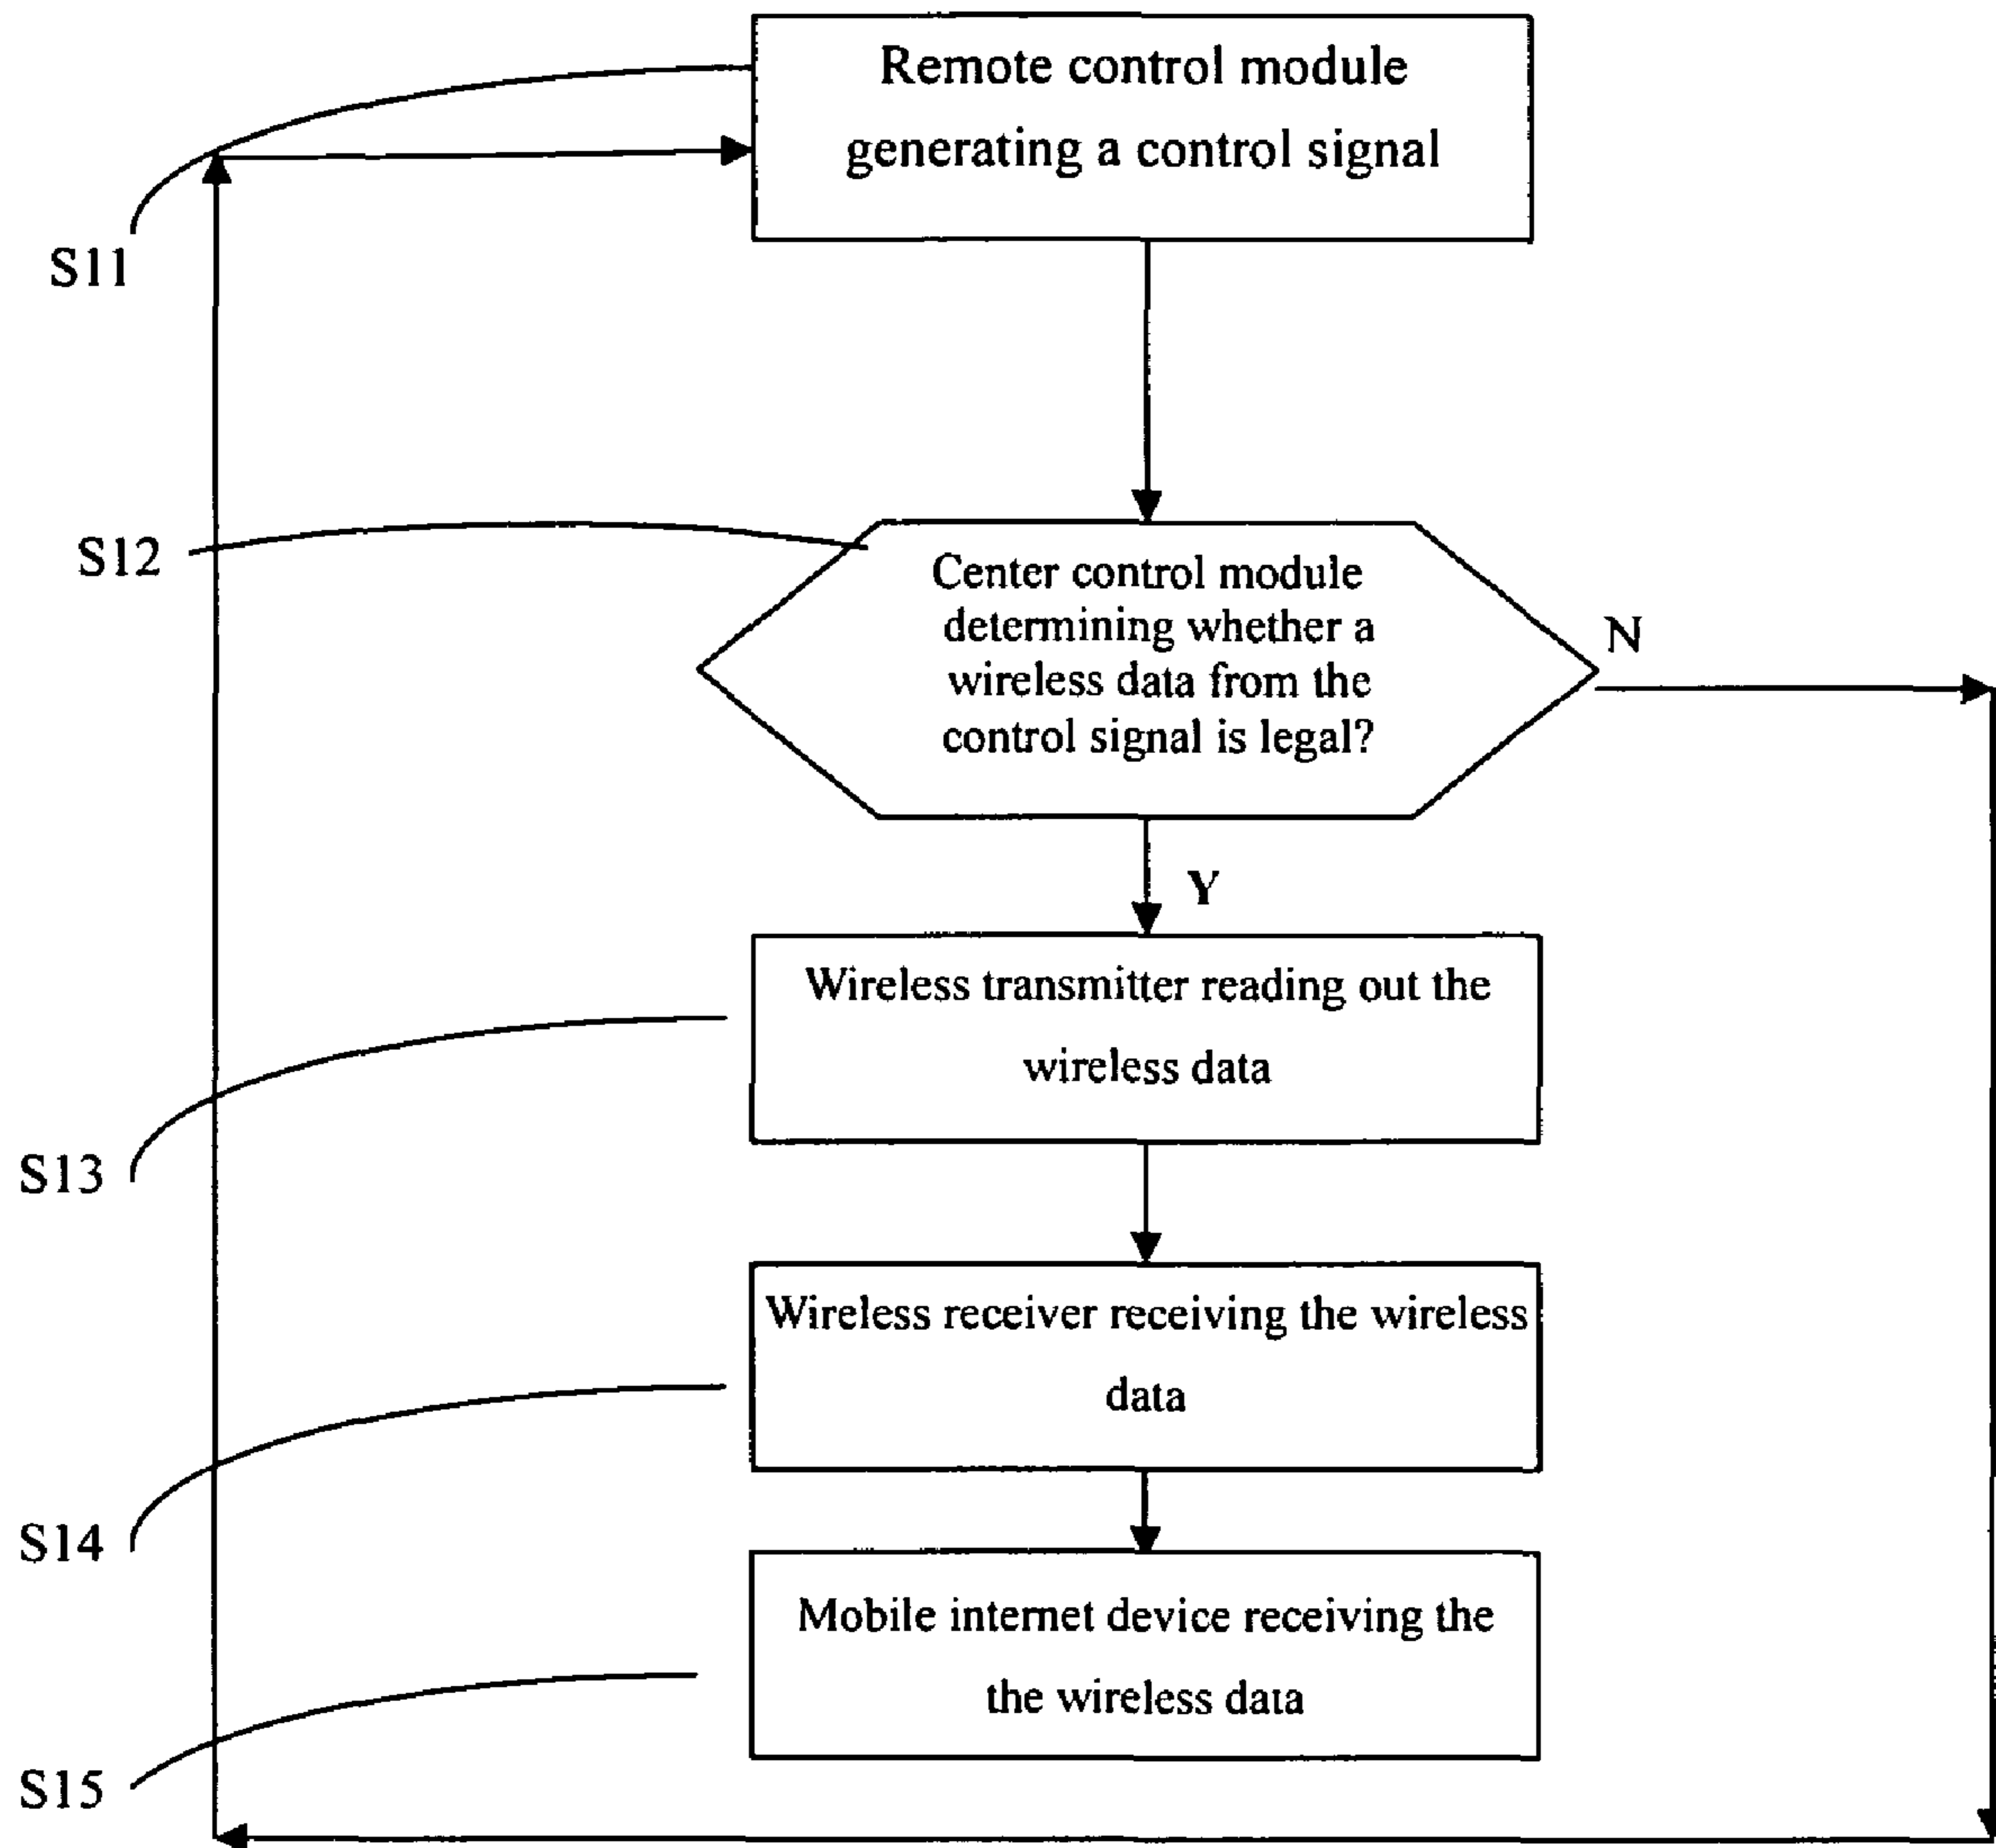 Remote control module
generating a control signal
S11
S12
Center control module
determining whether a
wireless data from the
control signal is legal?
N
Y
Wireless transmitter reading out the
wireless data
S13
Wireless receiver receiving the wireless
data
S14
Mobile internet device receiving the
the wireless data
S15